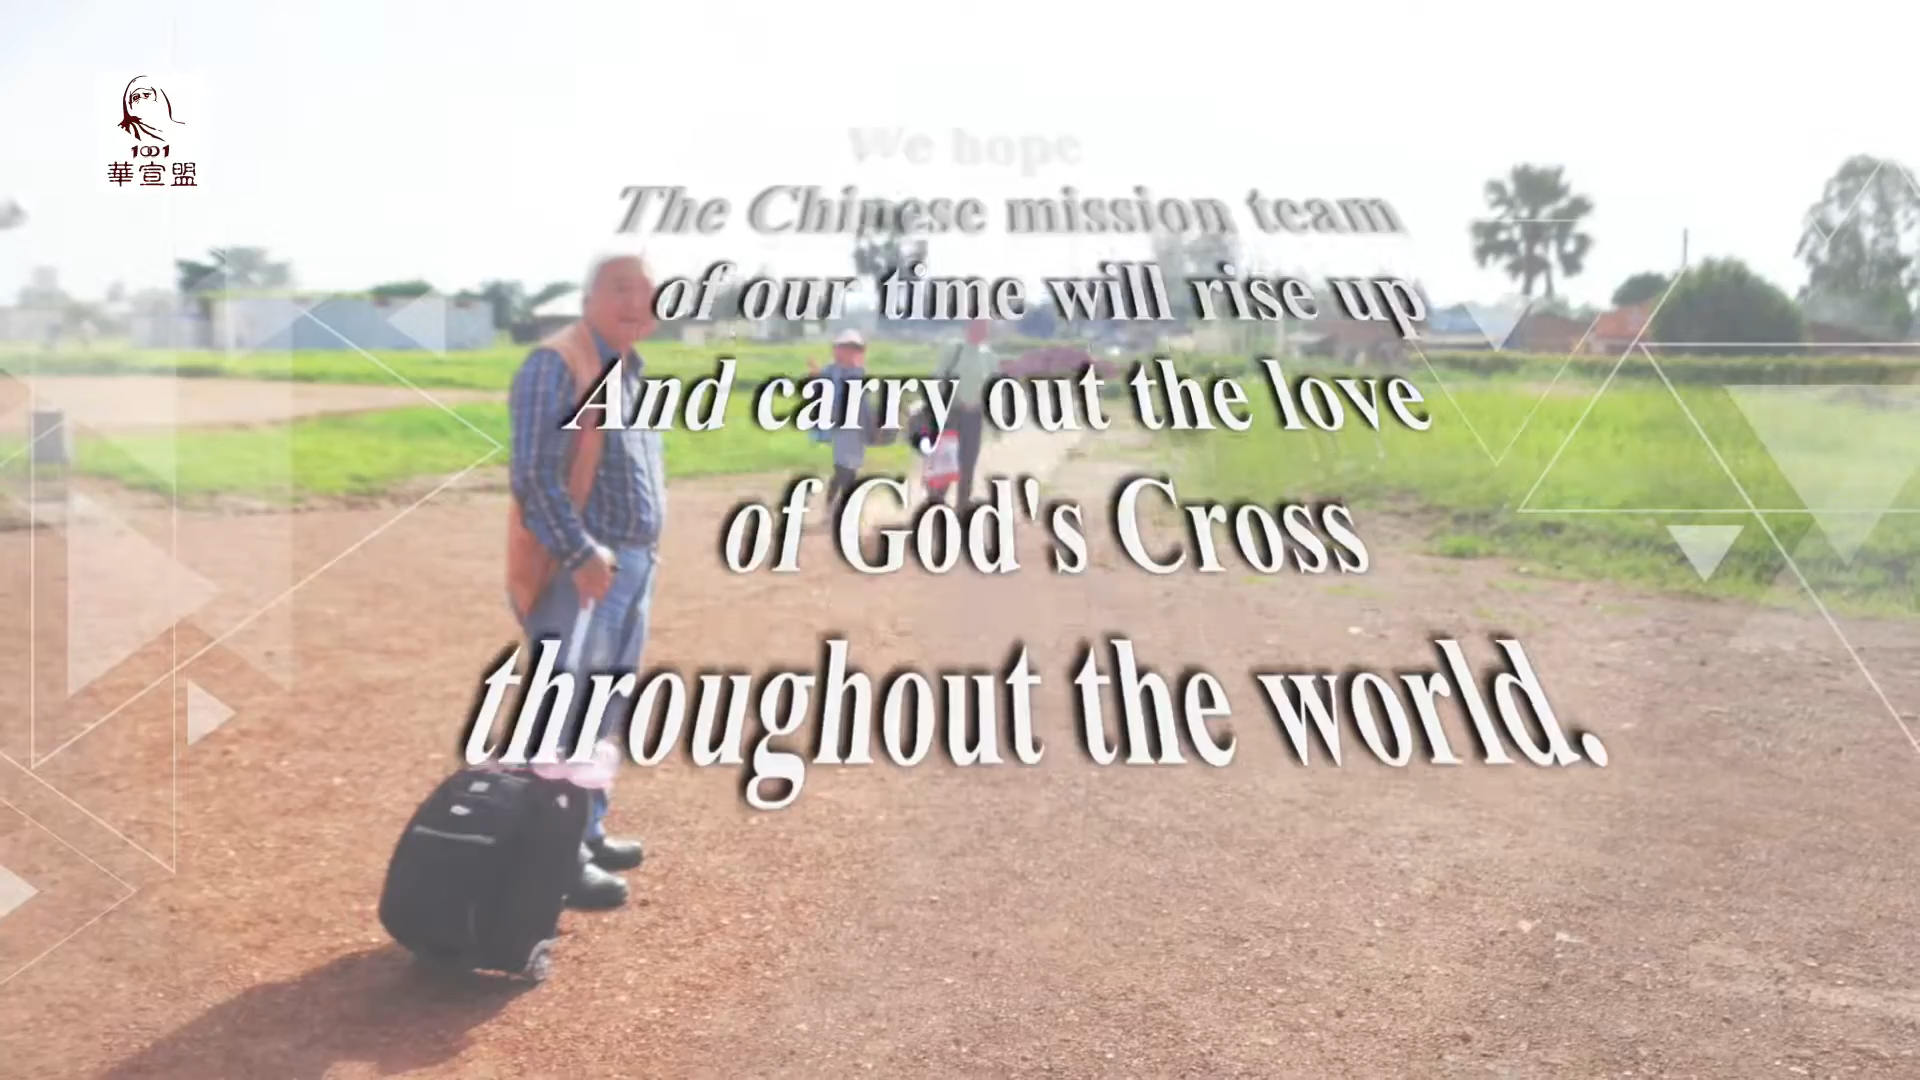 1001
華宣盟
We hope
The Chinese mission team
of our time will rise up
And carry out the love
of God's Cross
throughout the world.